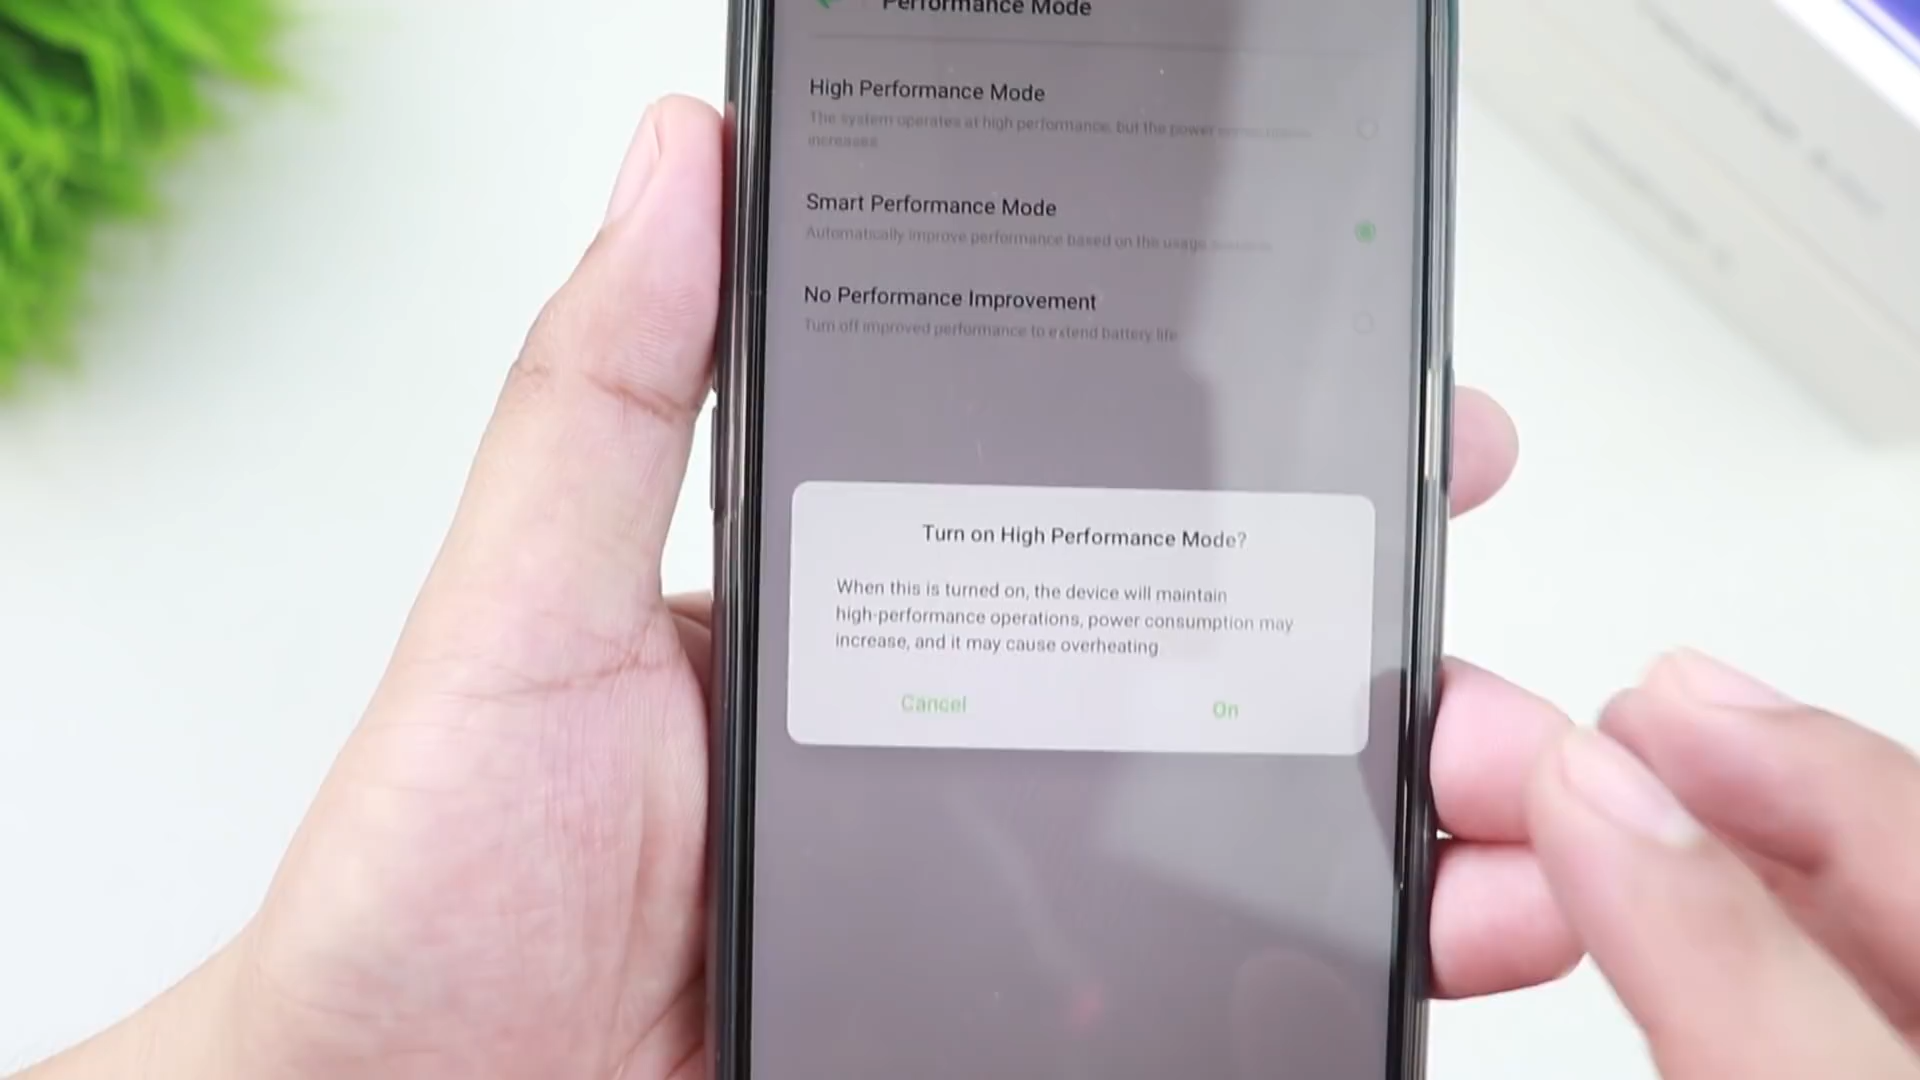 Performance Mode
High Performance Mode
The system operates at high performance, but the power
increases
Smart Performance Mode
Automatically improve performance based on the usage
No Performance Improvement
Turn off improved performance to extend battery life
Turn on High Performance Mode?
When this is turned on, the device will maintain
high-performance operations, power consumption may
increase, and it may cause overheating
Cancel
On